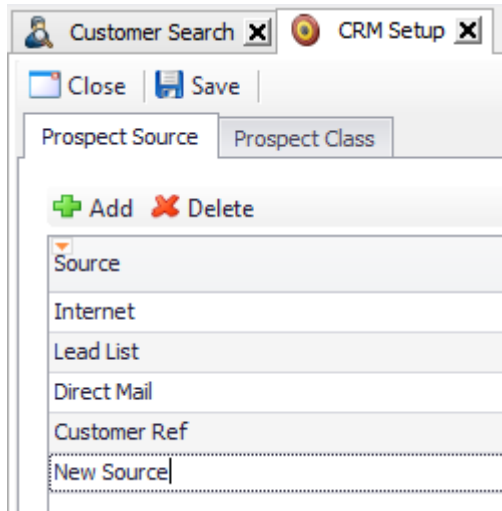 Customer Search CRM Setup
Close Save
Prospect Source Prospect Class
Add Delete
Source
Internet
Lead List
Direct Mail
Customer Ref
New Source